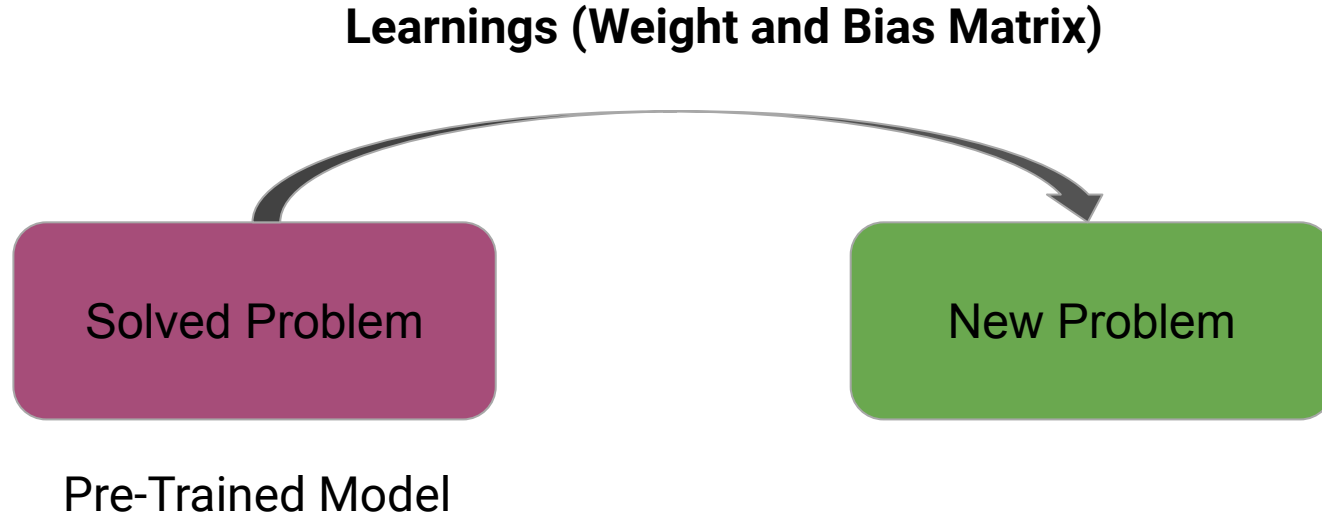 Learnings (Weight and Bias Matrix)
Solved Problem
New Problem
Pre-Trained Model